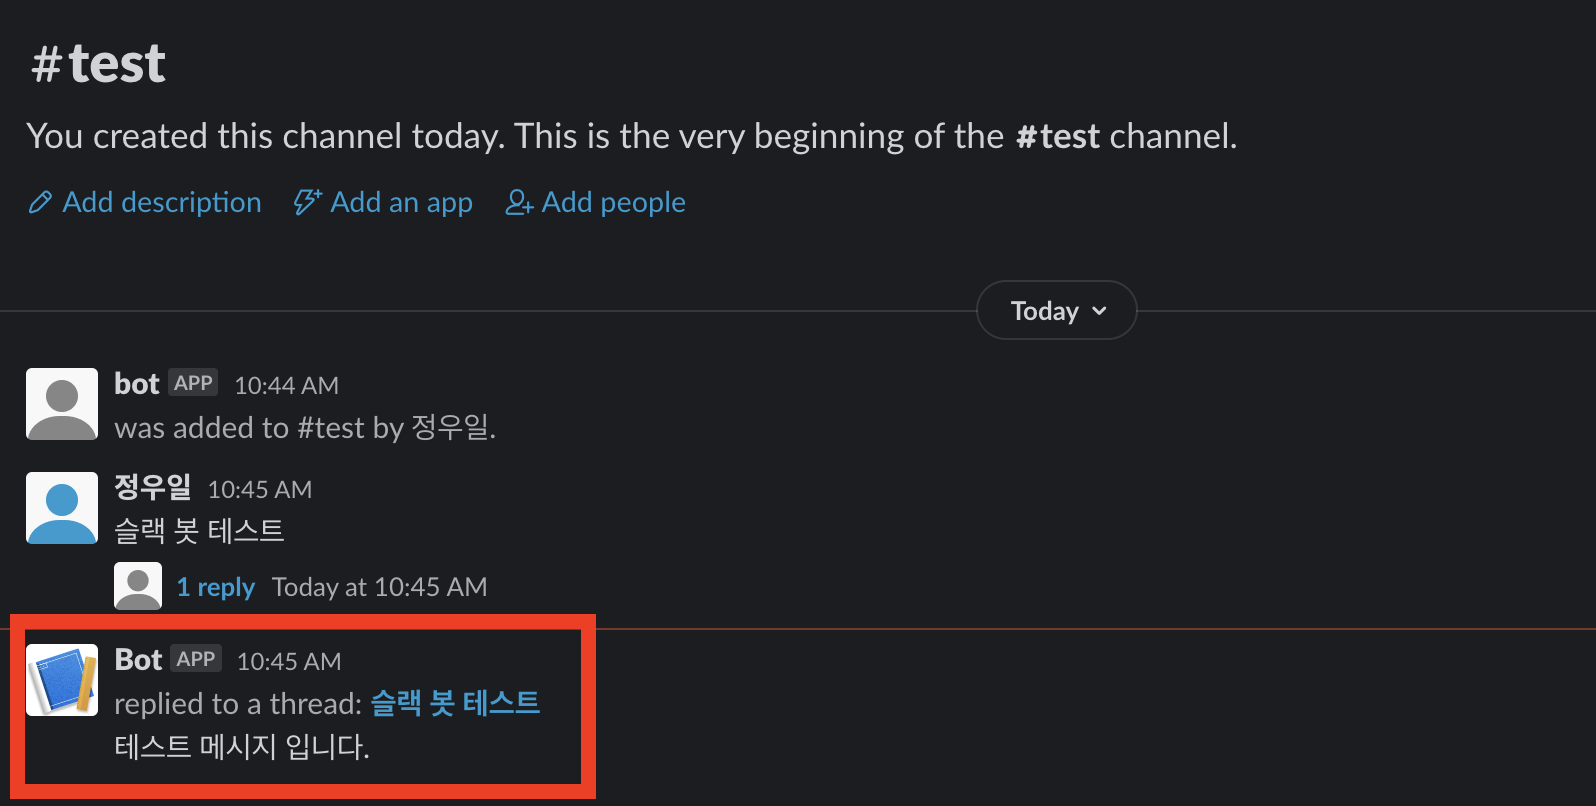 #test
You created this channel today. This is the very beginning of the #test channel.
Add description Add an app Add people
Today
bot APP 10:44 AM
was added to #test by 정우일.
정우일 10:45 AM
슬랙 봇 테스트
1 reply Today at 10:45 AM
Bot APP 10:45 AM
replied to a thread: 슬랙 봇 테스트
테스트 메시지 입니다.